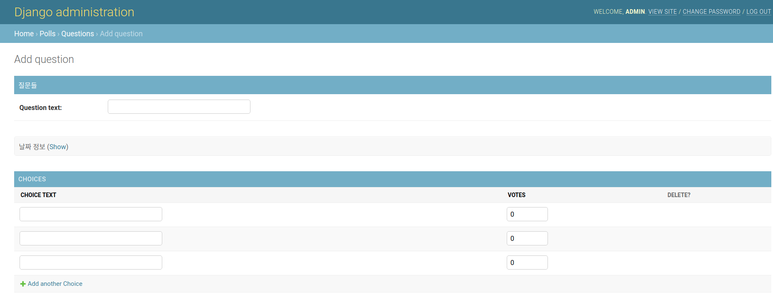 Django administration
WELCOME, ADMIN. VIEW SITE / CHANGE PASSWORD / LOG OUT
Home › Polls › Questions › Add question
Add question
질문들
Question text:
날짜 정보 (Show)
CHOICES
CHOICE TEXT VOTES DELETE?
0
0
0
Add another Choice